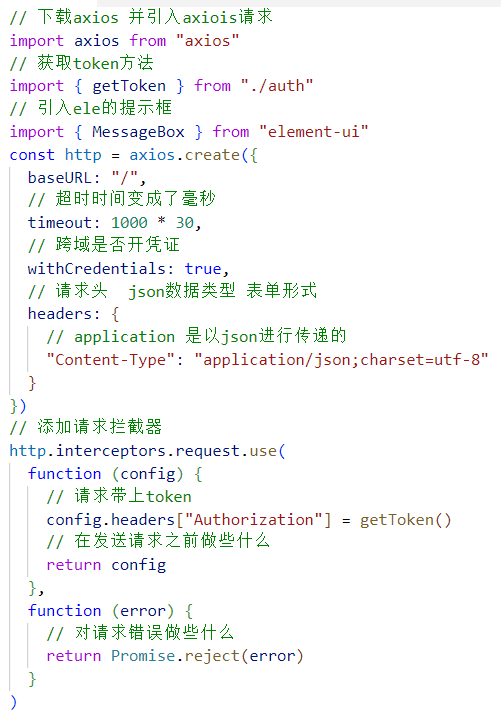 // 下载axios 并引入axiois请求
import axios from "axios"
// 获取token方法
import { getToken } from "./auth"
// 引入ele的提示框
import { MessageBox } from "element-ui"
const http = axios.create({
  baseURL: "/",
  // 超时时间变成了毫秒
  timeout: 1000 * 30,
  // 跨域是否开凭证
  withCredentials: true,
  // 请求头  json数据类型 表单形式
  headers: {
    // application 是以json进行传递的
    "Content-Type": "application/json;charset=utf-8"
  }
})
// 添加请求拦截器
http.interceptors.request.use(
  function (config) {
    // 请求带上token
    config.headers["Authorization"] = getToken()
    // 在发送请求之前做些什么
    return config
  },
  function (error) {
    // 对请求错误做些什么
    return Promise.reject(error)
  }
)